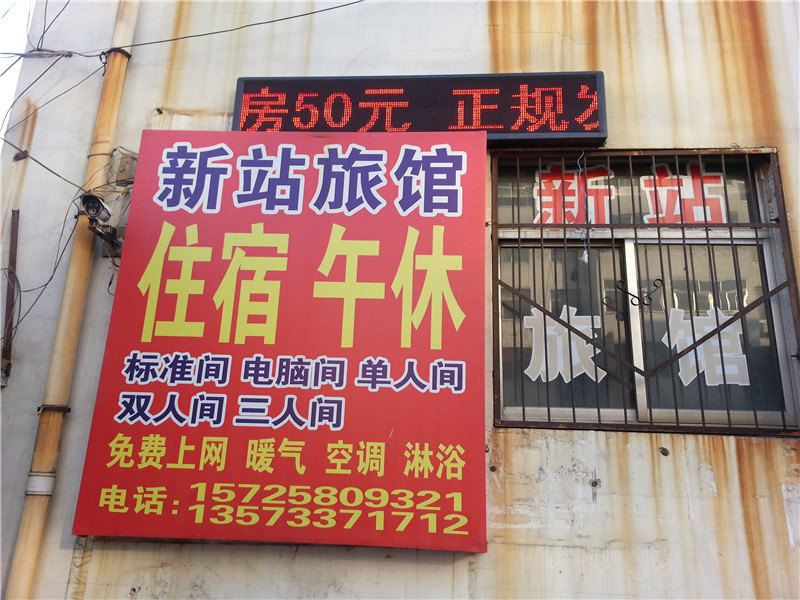 房50元 正规
新站旅馆
住宿 午休
标准间 电脑间 单人间
双人间 三人间
免费上网 暖气 空调 淋浴
电话: 15725809321
13573371712
新站
旅馆